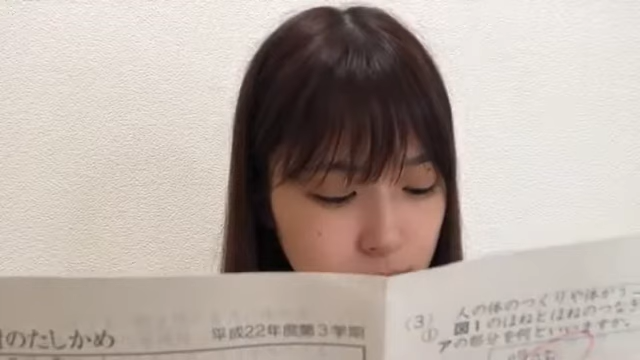 のたしかめ
平成22年度第3学期
(3) 人の体のつくりや体がう
① 図1のほねとほねのつな
アの部分を何といいますか。